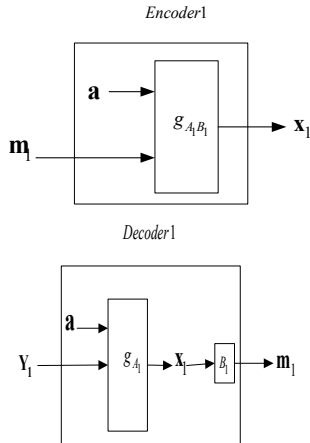 Encoder1
a
g_{A_1B_1}
x_1
m_1
Decoder1
a
Y_1
g_{A_1}
x_1
B_1
m_1